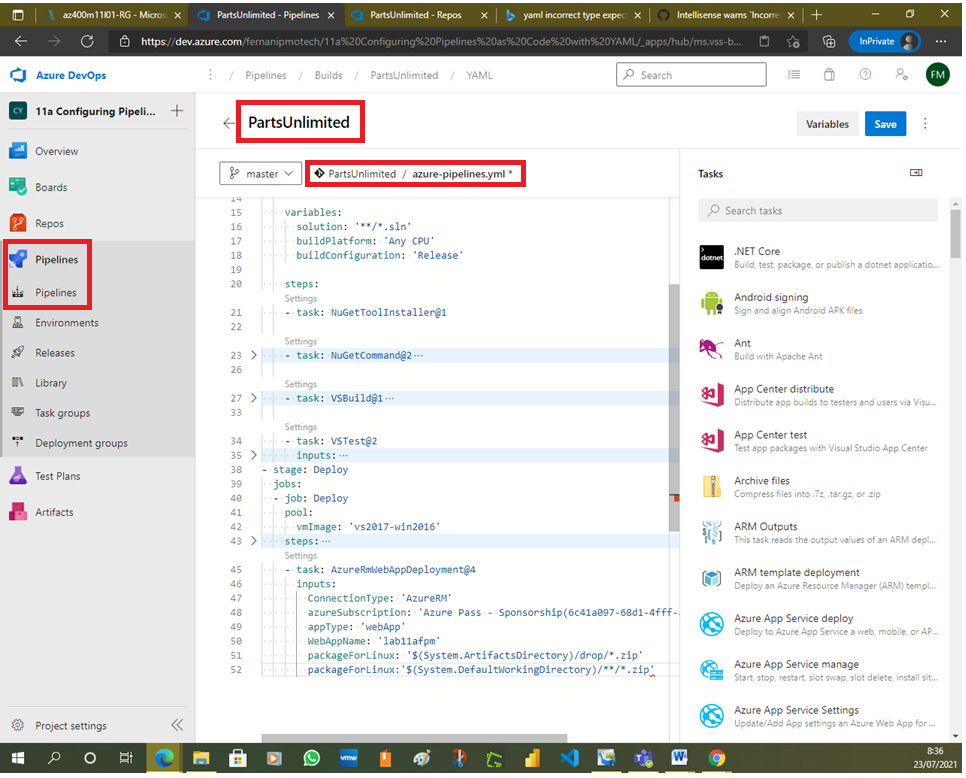 az400m11l01-RG - Micros
PartsUnlimited - Pipelines
PartsUnlimited - Repos
yaml incorrect type expec
Intellisense warns `Incorre
https://dev.azure.com/fernanipmotech/11a%20Configuring%20Pipelines%20as%20Code%20with%20YAML/_apps/hub/ms.vss-b...
InPrivate
Azure DevOps
/ Pipelines / Builds / PartsUnlimited / YAML
Search
FM
CY
11a Configuring Pipeli...
PartsUnlimited
Variables
Save
Overview
Boards
Repos
Pipelines
Pipelines
Environments
Releases
Library
Task groups
Deployment groups
Test Plans
Artifacts
Project settings
master
PartsUnlimited / azure-pipelines.yml *
14
15 variables:
16 solution: '**/*.sln'
17 buildPlatform: 'Any CPU'
18 buildConfiguration: 'Release'
19
20 steps:
Settings
21 - task: NuGetToolInstaller@1
22
Settings
23 - task: NuGetCommand@2 ...
26
Settings
27 - task: VSBuild@1 ...
33
Settings
34 - task: VSTest@2
35 inputs: ...
38 - stage: Deploy
39 jobs:
40 - job: Deploy
41 pool:
42 vmImage: 'vs2017-win2016'
43 steps: ...
Settings
45 - task: AzureRmWebAppDeployment@4
46 inputs:
47 ConnectionType: 'AzureRM'
48 azureSubscription: 'Azure Pass - Sponsorship(6c41a097-68d1-4fff-
49 appType: 'webApp'
50 WebAppName: 'lab11afpm'
51 packageForLinux: '$(System.ArtifactsDirectory)/drop/*.zip'
52 packageForLinux:'$(System.DefaultWorkingDirectory)/**/*.zip'
Tasks
Search tasks
dotnet
.NET Core
Build, test, package, or publish a dotnet applicatio...
Android signing
Sign and align Android APK files
Ant
Build with Apache Ant
App Center distribute
Distribute app builds to testers and users via Visu...
App Center test
Test app packages with Visual Studio App Center
Archive files
Compress files into .7z, .tar.gz, or .zip
ARM Outputs
This task reads the output values of an ARM depl...
ARM template deployment
Deploy an Azure Resource Manager (ARM) templ...
Azure App Service deploy
Deploy to Azure App Service a web, mobile, or AP...
Azure App Service manage
Start, stop, restart, slot swap, slot delete, install sit...
Azure App Service Settings
Update/Add App settings an Azure Web App for ...
vmw
8:36
23/07/2021